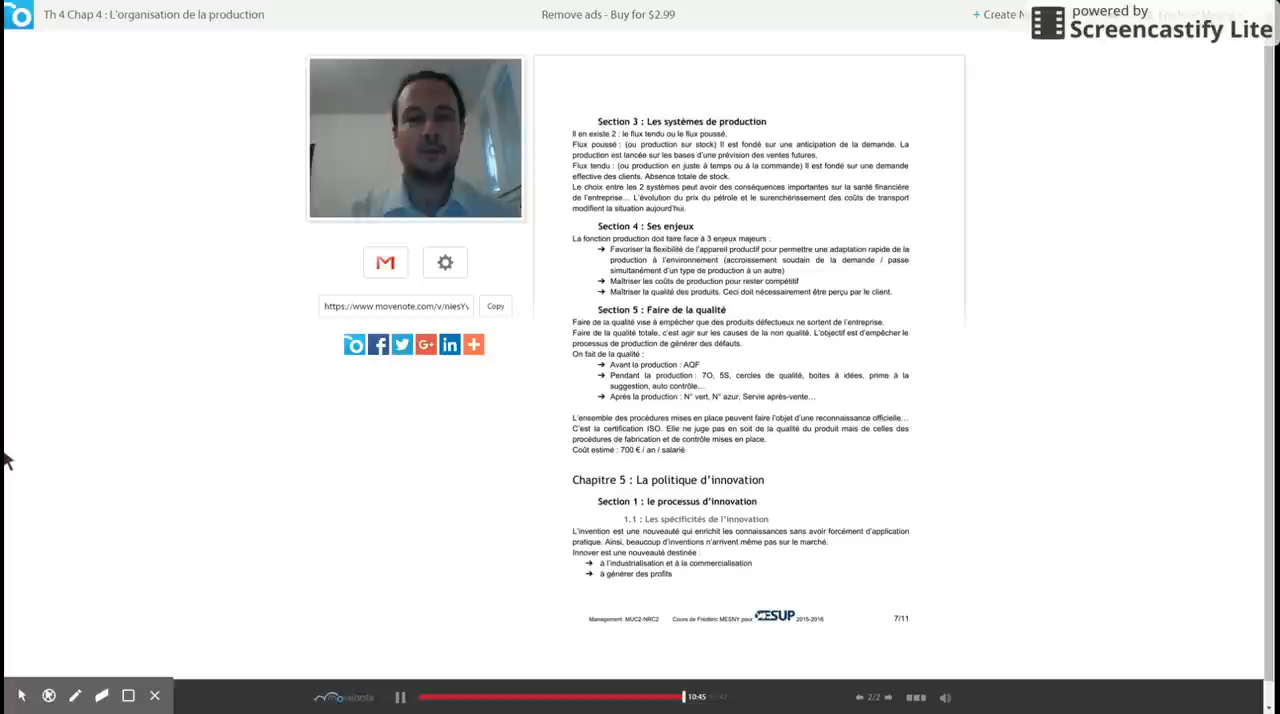 Th 4 Chap 4 : L'organisation de la production
Remove ads - Buy for $2.99
+ Create
powered by
Screencastify Lite
Section 3 : Les systèmes de production
Il en existe 2 : le flux tendu ou le flux poussé.
Flux poussé : (ou production sur stock) Il est fondé sur une anticipation de la demande. La
production est lancée sur les bases d'une prévision des ventes futures.
Flux tendu : (ou production en juste à temps ou à la commande) Il est fondé sur une demande
effective des clients. Absence totale de stock.
Le choix entre les 2 systèmes peut avoir des conséquences importantes sur la santé financière
de l'entreprise… L'évolution du prix du pétrole et le surenchérissement des coûts de transport
modifient la situation aujourd'hui.
Section 4 : Ses enjeux
La fonction production doit faire face à 3 enjeux majeurs :
➔ Favoriser la flexibilité de l'appareil productif pour permettre une adaptation rapide de la
production à l'environnement (accroissement soudain de la demande / passe
simultanément d'un type de production à un autre)
➔ Maîtriser les coûts de production pour rester compétitif
➔ Maîtriser la qualité des produits. Ceci doit nécessairement être perçu par le client.
Section 5 : Faire de la qualité
Faire de la qualité vise à empêcher que des produits défectueux ne sortent de l'entreprise.
Faire de la qualité totale, c'est agir sur les causes de la non qualité. L'objectif est d'empêcher le
processus de production de générer des défauts.
On fait de la qualité :
➔ Avant la production : AQF
➔ Pendant la production : 7O, 5S, cercles de qualité, boites à idées, prime à la
suggestion, auto contrôle…
➔ Après la production : N° vert, N° azur, Servie après-vente…
L'ensemble des procédures mises en place peuvent faire l'objet d'une reconnaissance officielle…
C'est la certification ISO. Elle ne juge pas en soit de la qualité du produit mais de celles des
procédures de fabrication et de contrôle mises en place.
Coût estimé : 700 € / an / salarié.
Chapitre 5 : La politique d'innovation
Section 1 : le processus d'innovation
1.1 : Les spécificités de l'innovation
L'invention est une nouveauté qui enrichit les connaissances sans avoir forcément d'application
pratique. Ainsi, beaucoup d'inventions n'arrivent même pas sur le marché.
Innover est une nouveauté destinée :
➔ à l'industrialisation et à la commercialisation
➔ à générer des profits
Management MUC2-NRC2 Cours de Frédéric MESNY pour CESUP 2015-2016 7/11
https://www.movenote.com/v/niesYv
Copy
movenote
10:45
2/2